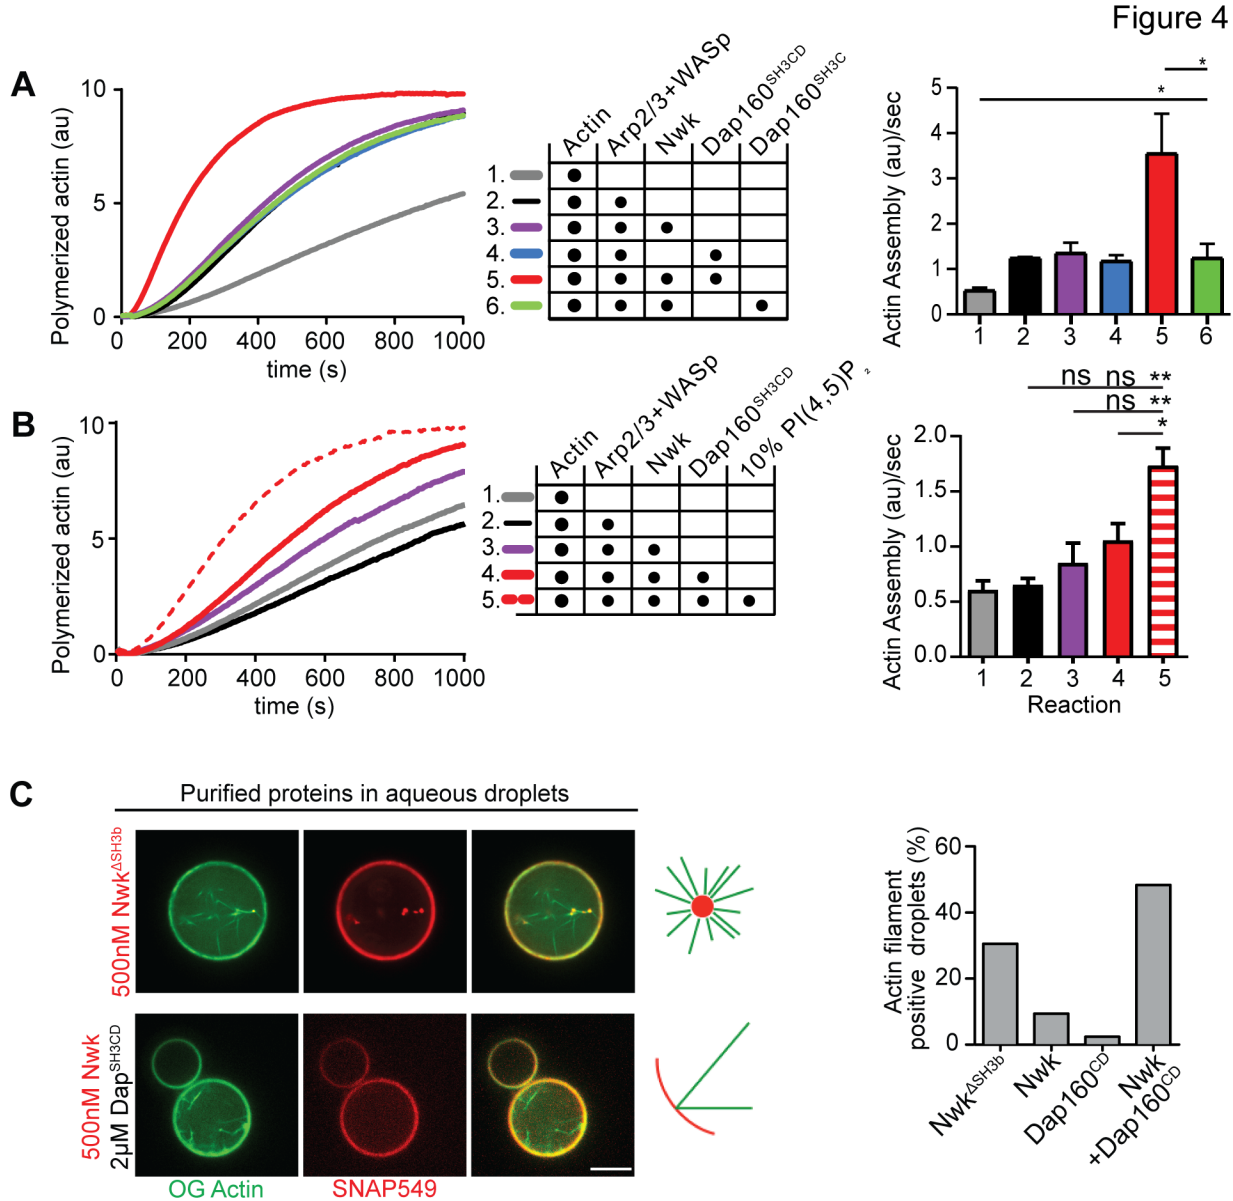 Figure 4
A
Polymerized actin (au)
10
5
0
0 200 400 600 800 1000
time (s)
Actin
Arp2/3+WASp
Nwk
Dap160SH3CD
Dap160SH3C
1.
2.
3.
4.
5.
6.
Actin Assembly (au)/sec
5
4
3
2
1
0
1 2 3 4 5 6
*
*
B
Polymerized actin (au)
10
5
0
0 200 400 600 800 1000
time (s)
Actin
Arp2/3+WASp
Nwk
Dap160SH3CD
10% PI(4,5)P2
1.
2.
3.
4.
5.
ns ns **
ns **
*
Actin Assembly (au)/sec
2.0
1.5
1.0
0.5
0.0
1 2 3 4 5
Reaction
C
Purified proteins in aqueous droplets
500nM NwkΔSH3b
500nM Nwk
2μM DapSH3CD
OG Actin
SNAP549
Actin filament
positive droplets (%)
60
40
20
0
NwkΔSH3b
Nwk
Dap160CD
Nwk
+Dap160CD